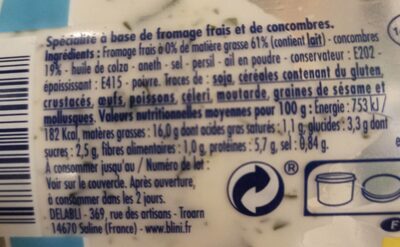 Spécialité à base de fromage frais et de concombres.
Ingrédients : Fromage frais à 0% de matière grasse 61% (contient lait) - concombres
19% - huile de colza - aneth - sel - persil - ail en poudre - conservateur : E202 -
épaississant : E415 - poivre. Traces de : soja, céréales contenant du gluten,
crustacés, œufs, poissons, céleri, moutarde, graines de sésame et
mollusques. Valeurs nutritionnelles moyennes pour 100 g : Energie : 753 kJ /
182 Kcal, matières grasses : 16,0 g dont acides gras saturés : 1,1 g, glucides : 3,3 g dont
sucres : 2,5 g, fibres alimentaires : 1,0 g, protéines : 5,7 g, sel : 0,84 g.
A consommer jusqu'au / Numéro de lot :
Voir sur le couvercle. Après ouverture,
à consommer dans les 2 jours.
DELABLI - 369, rue des artisans - Troarn
14670 Saline (France) - www.blini.fr
F